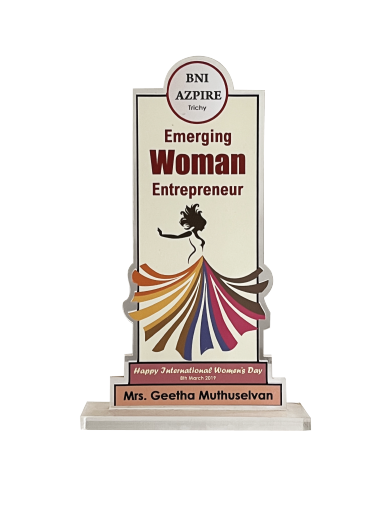 BNI
AZPIRE
Trichy
Emerging
Woman
Entrepreneur
Happy International Women's Day
8th March 2019
Mrs. Geetha Muthuselvan